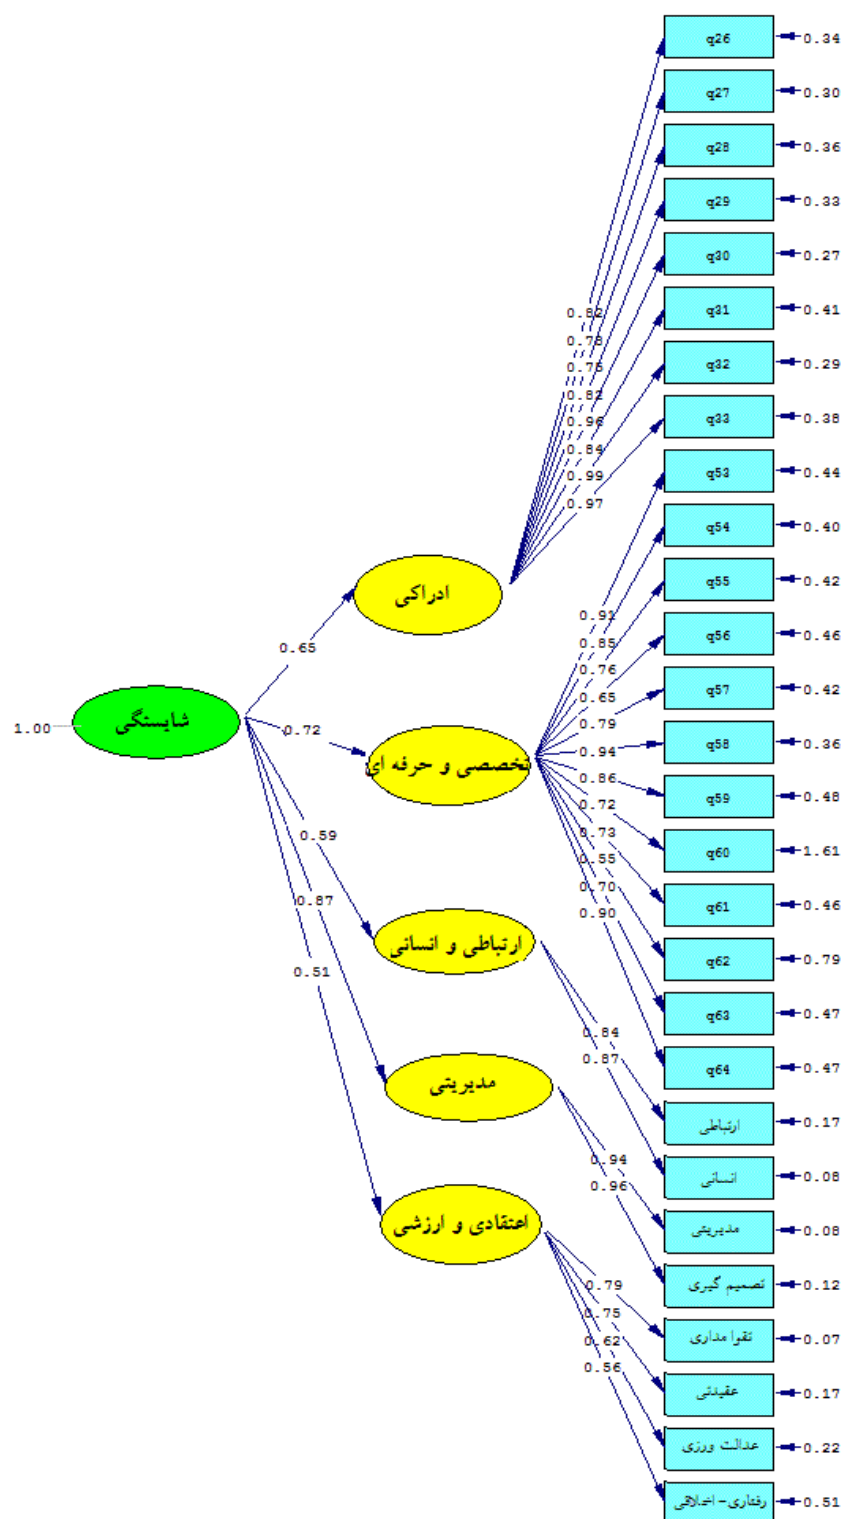 q26
0.34
q27
0.30
q28
0.36
q29
0.33
q30
0.27
q31
0.41
q32
0.29
q33
0.38
q53
0.44
q54
0.40
q55
0.42
q56
0.46
q57
0.42
q58
0.36
q59
0.48
q60
1.61
q61
0.46
q62
0.79
q63
0.47
q64
0.47
ارتباطی
0.17
انسانی
0.08
مدیریتی
0.08
تصمیم گیری
0.12
تقوا مداری
0.07
عقیدتی
0.17
عدالت ورزی
0.22
رفتاری-اخلاقی
0.51
0.82
0.78
0.75
0.82
0.96
0.84
0.99
0.97
ادراکی
0.65
1.00
شایستگی
0.72
تخصصی و حرفه ای
0.91
0.85
0.76
0.65
0.79
0.94
0.86
0.72
0.73
0.55
0.70
0.90
0.59
0.87
0.51
ارتباطی و انسانی
0.84
0.87
مدیریتی
0.94
0.96
اعتقادی و ارزشی
0.79
0.75
0.62
0.56